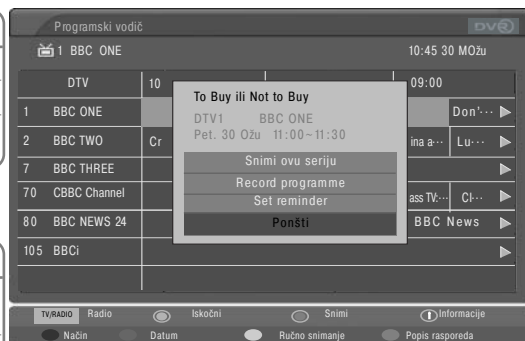 Programski vodič DVR
1 BBC ONE 10:45 30 MOžu
DTV 10 09:00
1 BBC ONE Don'···
2 BBC TWO Cr ina a··· Lu···
7 BBC THREE
70 CBBC Channel ass TV:··· Cl···
80 BBC NEWS 24 BBC News
105 BBCi
To Buy ili Not to Buy
DTV1 BBC ONE
Pet. 30 Ožu 11:00~11:30
Snimi ovu seriju
Record programme
Set reminder
Ponšti
TV/RADIO Radio Iskočni Snimi Informacije
Način Datum Ručno snimanje Popis rasporeda